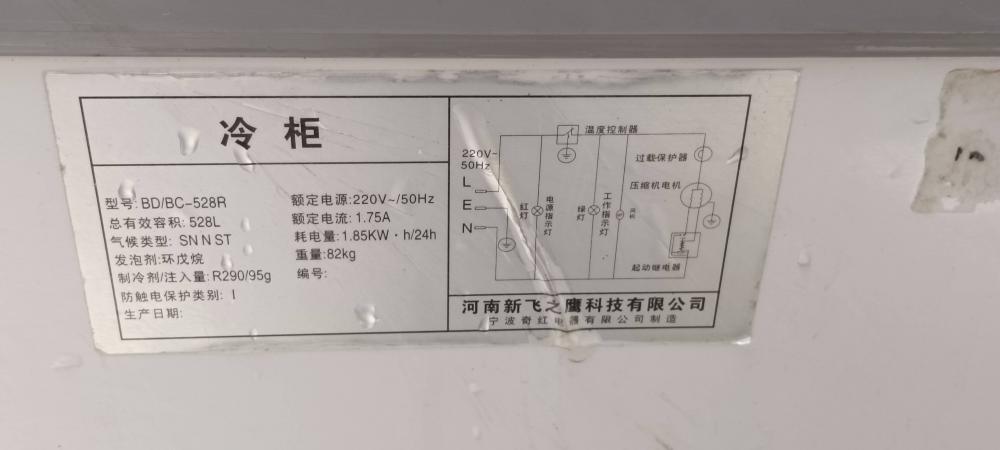 冷柜
型号: BD/BC-528R
总有效容积: 528L
气候类型: SN N ST
发泡剂: 环戊烷
制冷剂/注入量: R290/95g
防触电保护类别: I
生产日期:
额定电源: 220V~/50Hz
额定电流: 1.75A
耗电量: 1.85KW·h/24h
重量: 82kg
编号:
温度控制器
220V~
50Hz
L
E
N
红灯
电源指示灯
绿灯
工作指示灯
风机
过载保护器
压缩机电机
起动继电器
河南新飞之鹰科技有限公司
宁波奇红电器有限公司制造